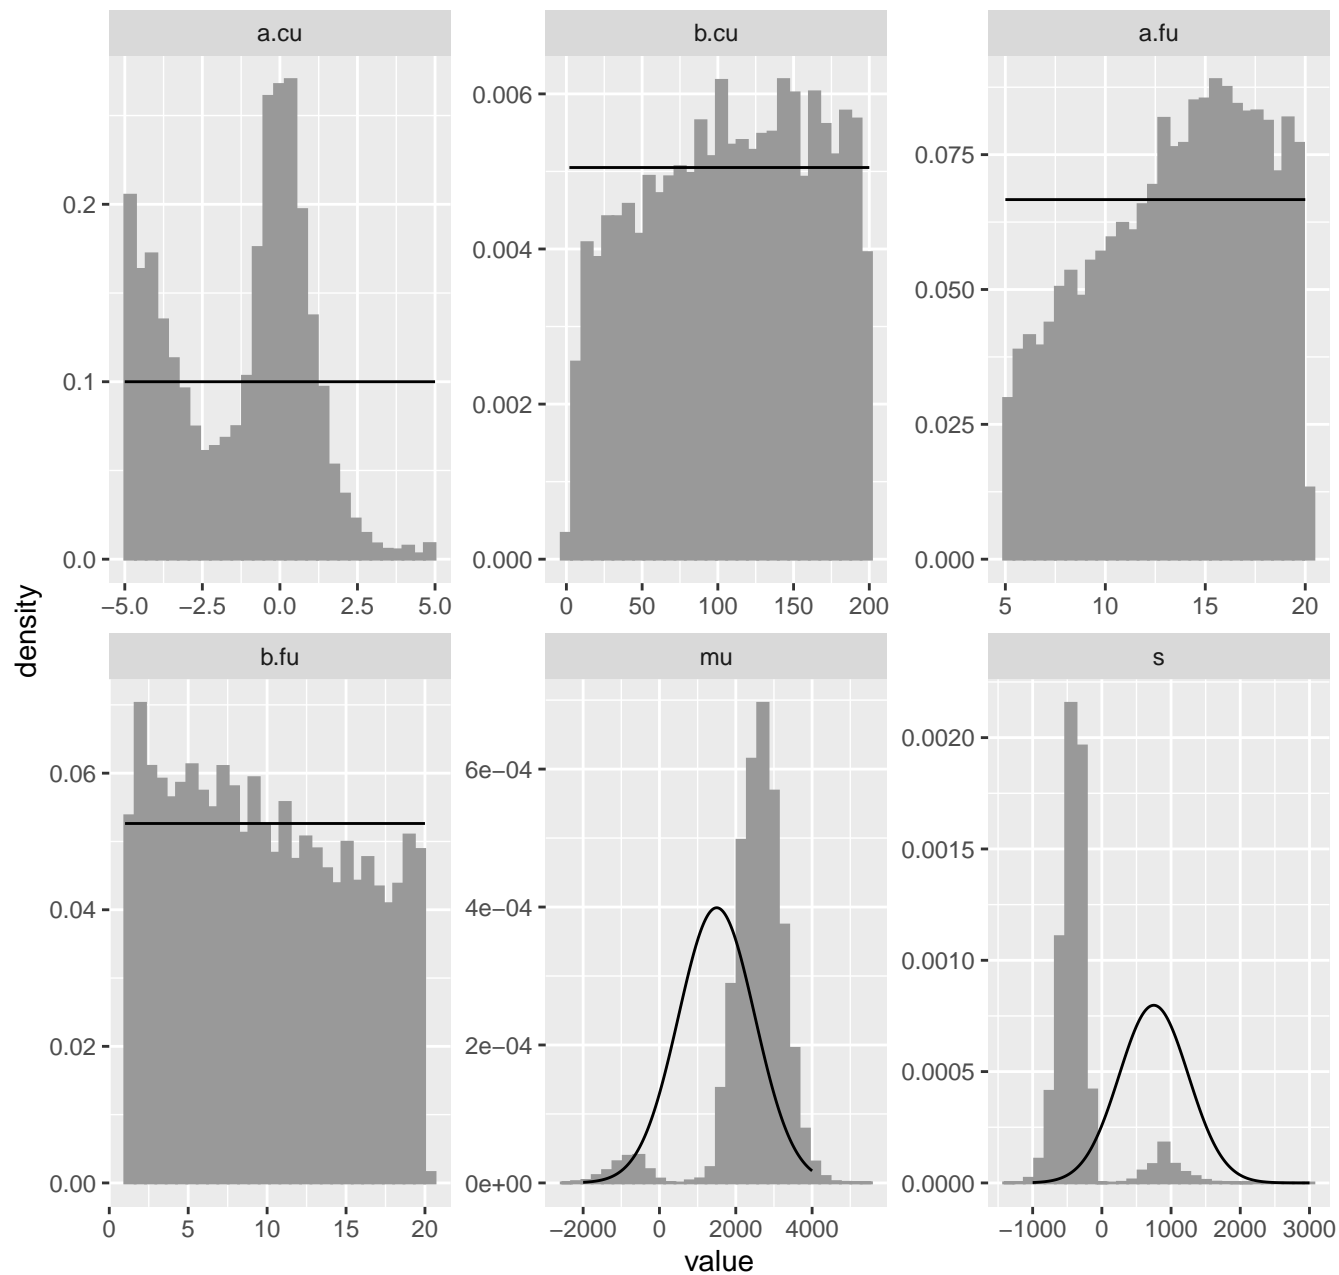 a.cu
b.cu
a.fu
0.0
0.1
0.2
−5.0 −2.5 0.0 2.5 5.0
0.000
0.002
0.004
0.006
0 50 100 150 200
0.000
0.025
0.050
0.075
5 10 15 20
density
b.fu
mu
s
0.00
0.02
0.04
0.06
0 5 10 15 20
0e+00
2e−04
4e−04
6e−04
−2000 0 2000 4000
0.0000
0.0005
0.0010
0.0015
0.0020
−1000 0 1000 2000 3000
value